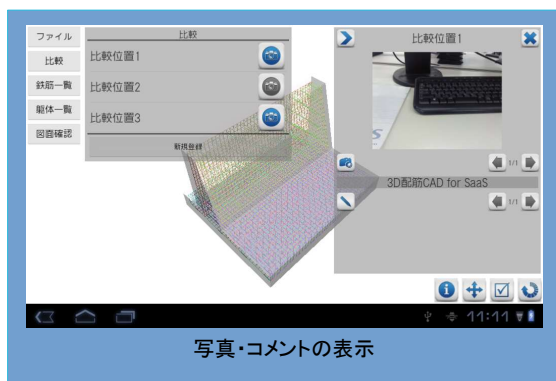 ファイル
比較
鉄筋一覧
躯体一覧
図面確認
比較
比較位置1
比較位置2
比較位置3
新規登録
比較位置1
1/1
3D配筋CAD for SaaS
1/1
11:11
写真・コメントの表示